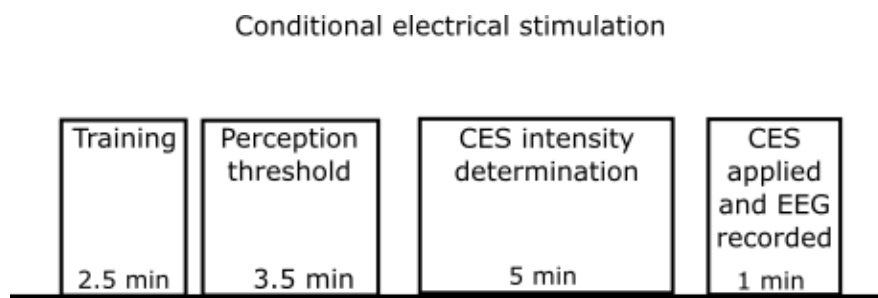 Conditional electrical stimulation
Training
2.5 min
Perception
threshold
3.5 min
CES intensity
determination
5 min
CES
applied
and EEG
recorded
1 min